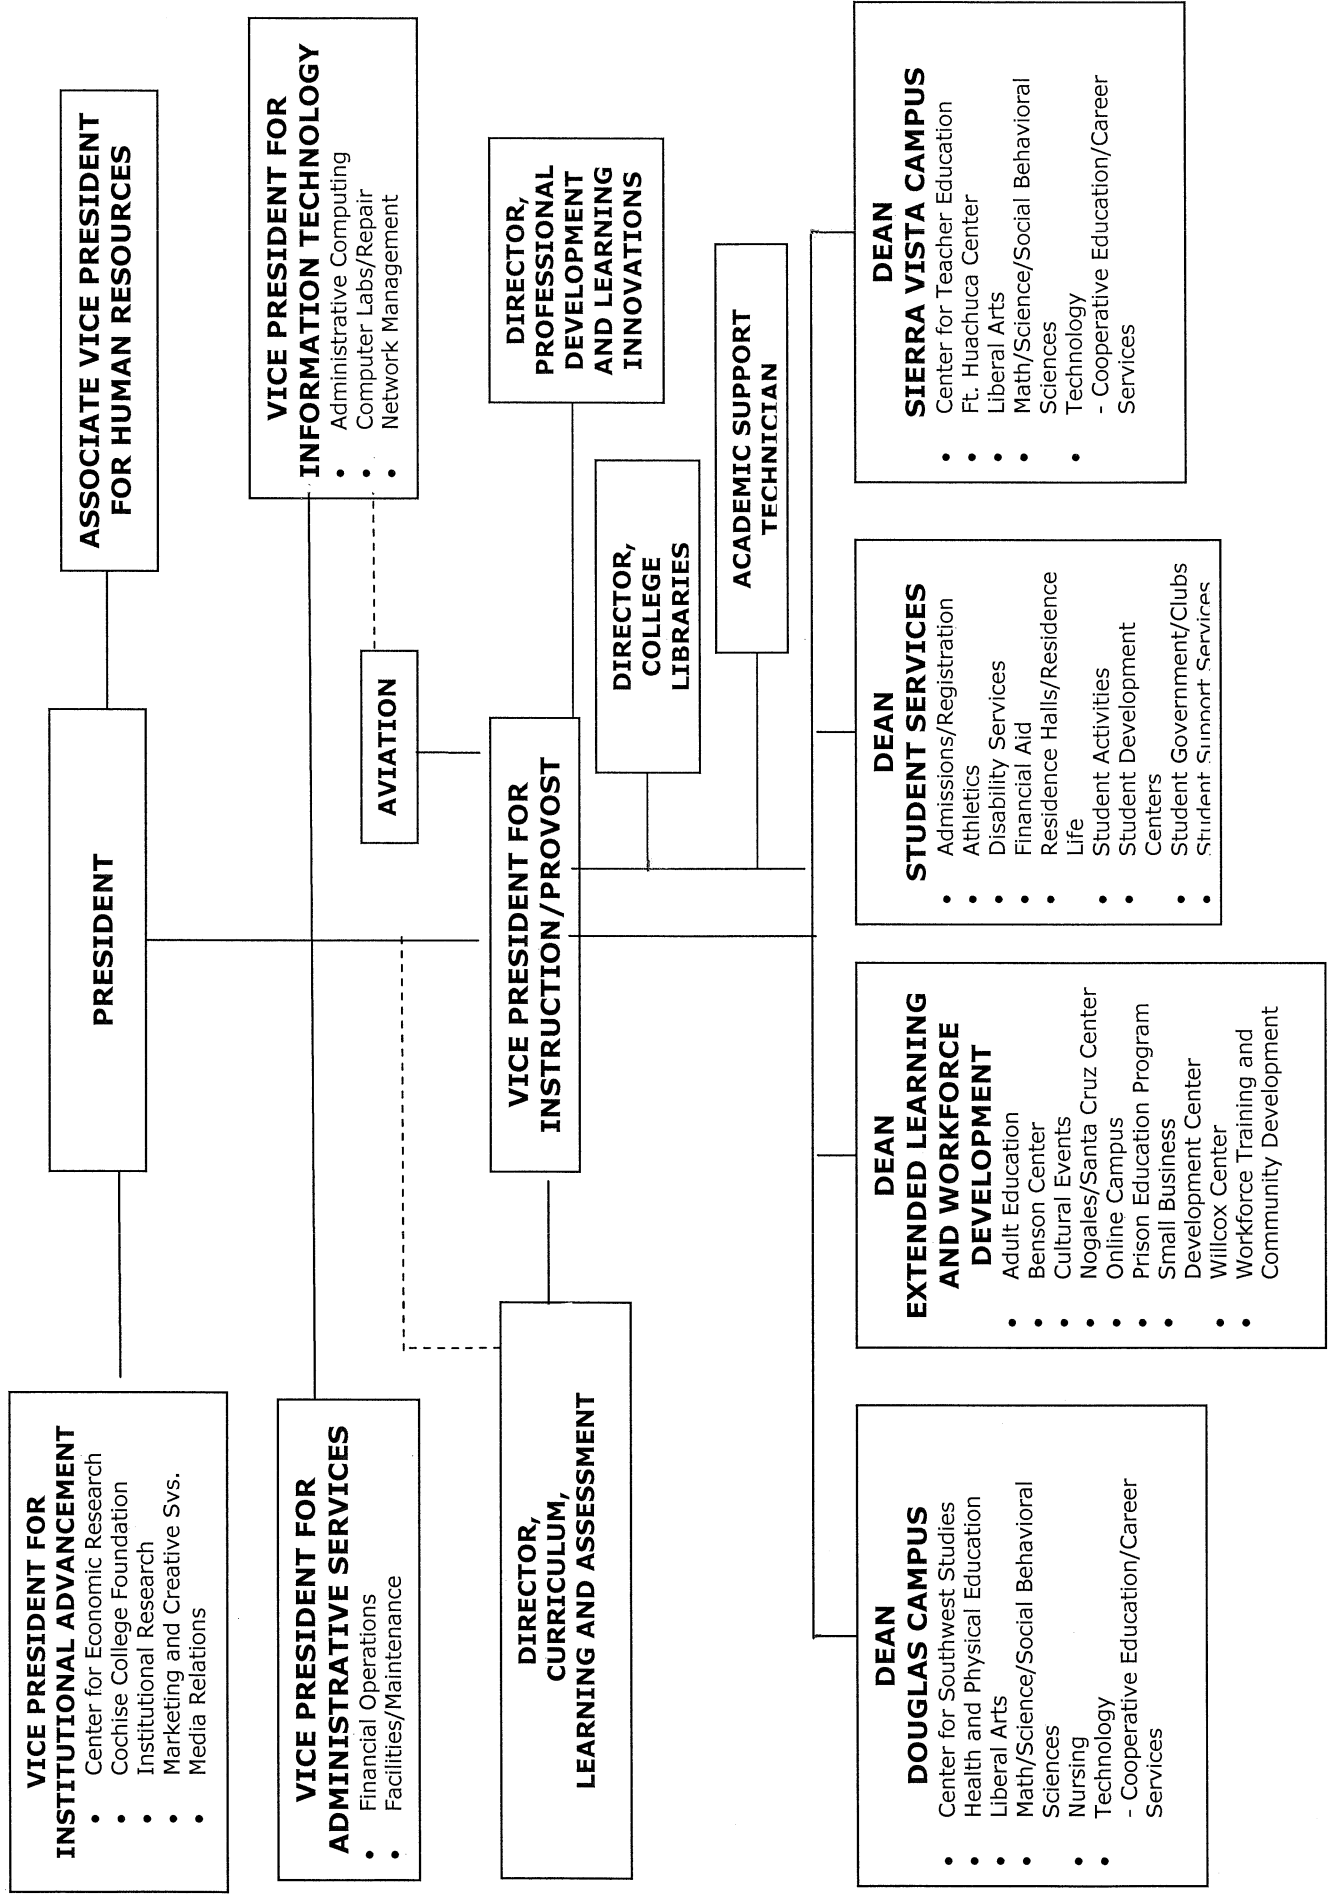 PRESIDENT
ASSOCIATE VICE PRESIDENT
FOR HUMAN RESOURCES
VICE PRESIDENT FOR
INSTITUTIONAL ADVANCEMENT
• Center for Economic Research
• Cochise College Foundation
• Institutional Research
• Marketing and Creative Svs.
• Media Relations
VICE PRESIDENT FOR
ADMINISTRATIVE SERVICES
• Financial Operations
• Facilities/Maintenance
VICE PRESIDENT FOR
INFORMATION TECHNOLOGY
• Administrative Computing
• Computer Labs/Repair
• Network Management
AVIATION
DIRECTOR,
CURRICULUM,
LEARNING AND ASSESSMENT
VICE PRESIDENT FOR
INSTRUCTION/PROVOST
DIRECTOR,
PROFESSIONAL
DEVELOPMENT
AND LEARNING
INNOVATIONS
DIRECTOR,
COLLEGE
LIBRARIES
ACADEMIC SUPPORT
TECHNICIAN
DEAN
DOUGLAS CAMPUS
• Center for Southwest Studies
• Health and Physical Education
• Liberal Arts
• Math/Science/Social Behavioral
Sciences
• Nursing
• Technology
- Cooperative Education/Career
Services
DEAN
EXTENDED LEARNING
AND WORKFORCE
DEVELOPMENT
• Adult Education
• Benson Center
• Cultural Events
• Nogales/Santa Cruz Center
• Online Campus
• Prison Education Program
• Small Business
Development Center
• Willcox Center
• Workforce Training and
Community Development
DEAN
STUDENT SERVICES
• Admissions/Registration
• Athletics
• Disability Services
• Financial Aid
• Residence Halls/Residence
Life
• Student Activities
• Student Development
Centers
• Student Government/Clubs
• Student Support Services
DEAN
SIERRA VISTA CAMPUS
• Center for Teacher Education
• Ft. Huachuca Center
• Liberal Arts
• Math/Science/Social Behavioral
Sciences
• Technology
- Cooperative Education/Career
Services